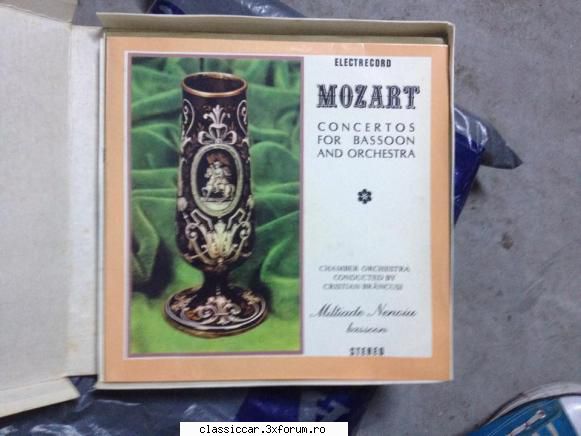 ELECTRECORD
MOZART
CONCERTOS
FOR BASSOON
AND ORCHESTRA
CHAMBER ORCHESTRA
CONDUCTED BY
CRISTIAN BRÂNCUȘI
Miltiade Nenoiu
bassoon
STEREO
classiccar.3xforum.ro